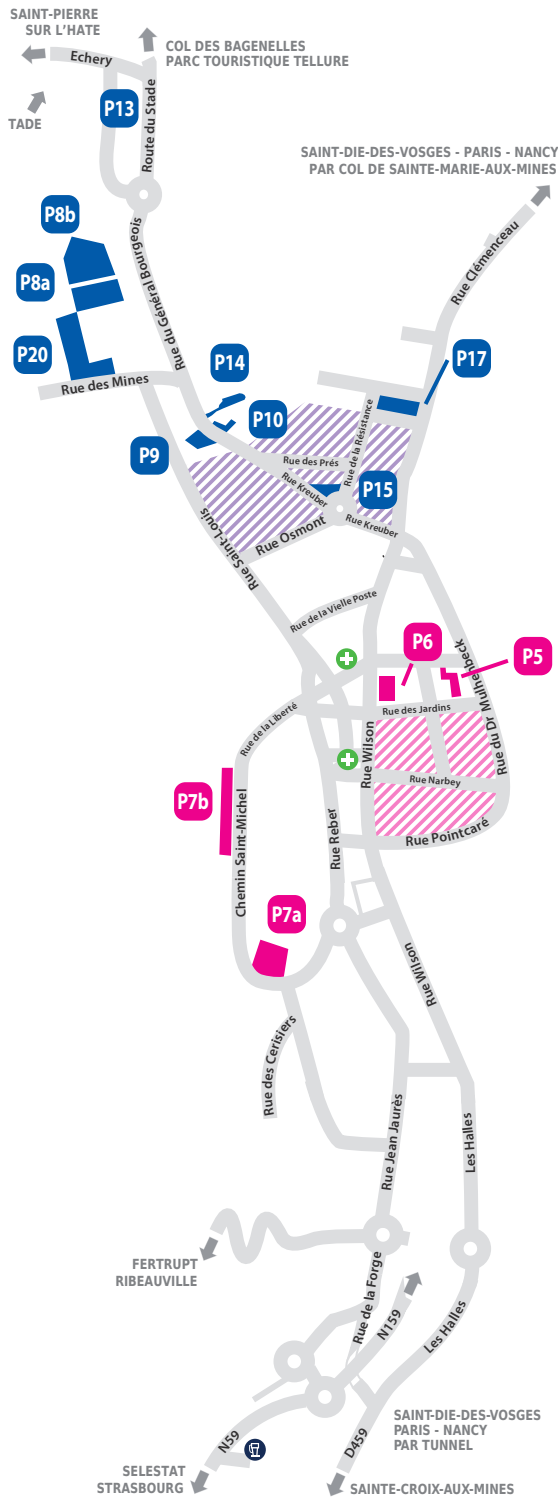 SAINT-PIERRE
SUR L'HATE
Echery
COL DES BAGENELLES
PARC TOURISTIQUE TELLURE
TADE
P13
Route du Stade
SAINT-DIE-DES-VOSGES - PARIS - NANCY
PAR COL DE SAINTE-MARIE-AUX-MINES
P8b
P8a
Rue du Général Bourgeois
Rue Clémenceau
P20
Rue des Mines
P14
P17
P10
P9
Rue de la Résistance
Rue des Prés
Rue Kreuber
P15
Rue Kreuber
Rue Osmont
Rue Saint-Louis
Rue de la Vielle Poste
P6
P5
Rue du Dr Mulhenbeck
Rue des Jardins
Rue de la Liberté
Rue Wilson
Rue Narbey
P7b
Chemin Saint-Michel
Rue Reber
Rue Pointcaré
P7a
Rue Wilson
Rue des Cerisiers
Rue Jean Jaurès
Les Halles
FERTRUPT
RIBEAUVILLE
Rue de la Forge
N159
Les Halles
N59
D459
SAINT-DIE-DES-VOSGES
PARIS - NANCY
PAR TUNNEL
SELESTAT
STRASBOURG
SAINTE-CROIX-AUX-MINES